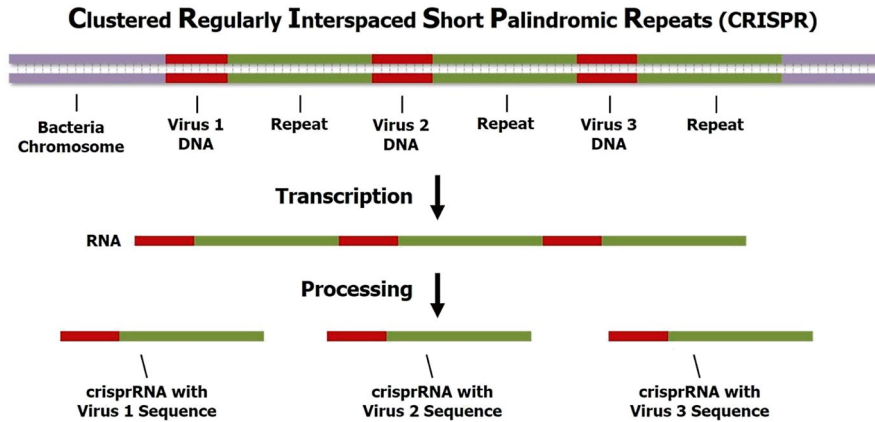 Clustered Regularly Interspaced Short Palindromic Repeats (CRISPR)
Bacteria
Chromosome
Virus 1
DNA
Repeat
Virus 2
DNA
Repeat
Virus 3
DNA
Repeat
Transcription
RNA
Processing
crisprRNA with
Virus 1 Sequence
crisprRNA with
Virus 2 Sequence
crisprRNA with
Virus 3 Sequence